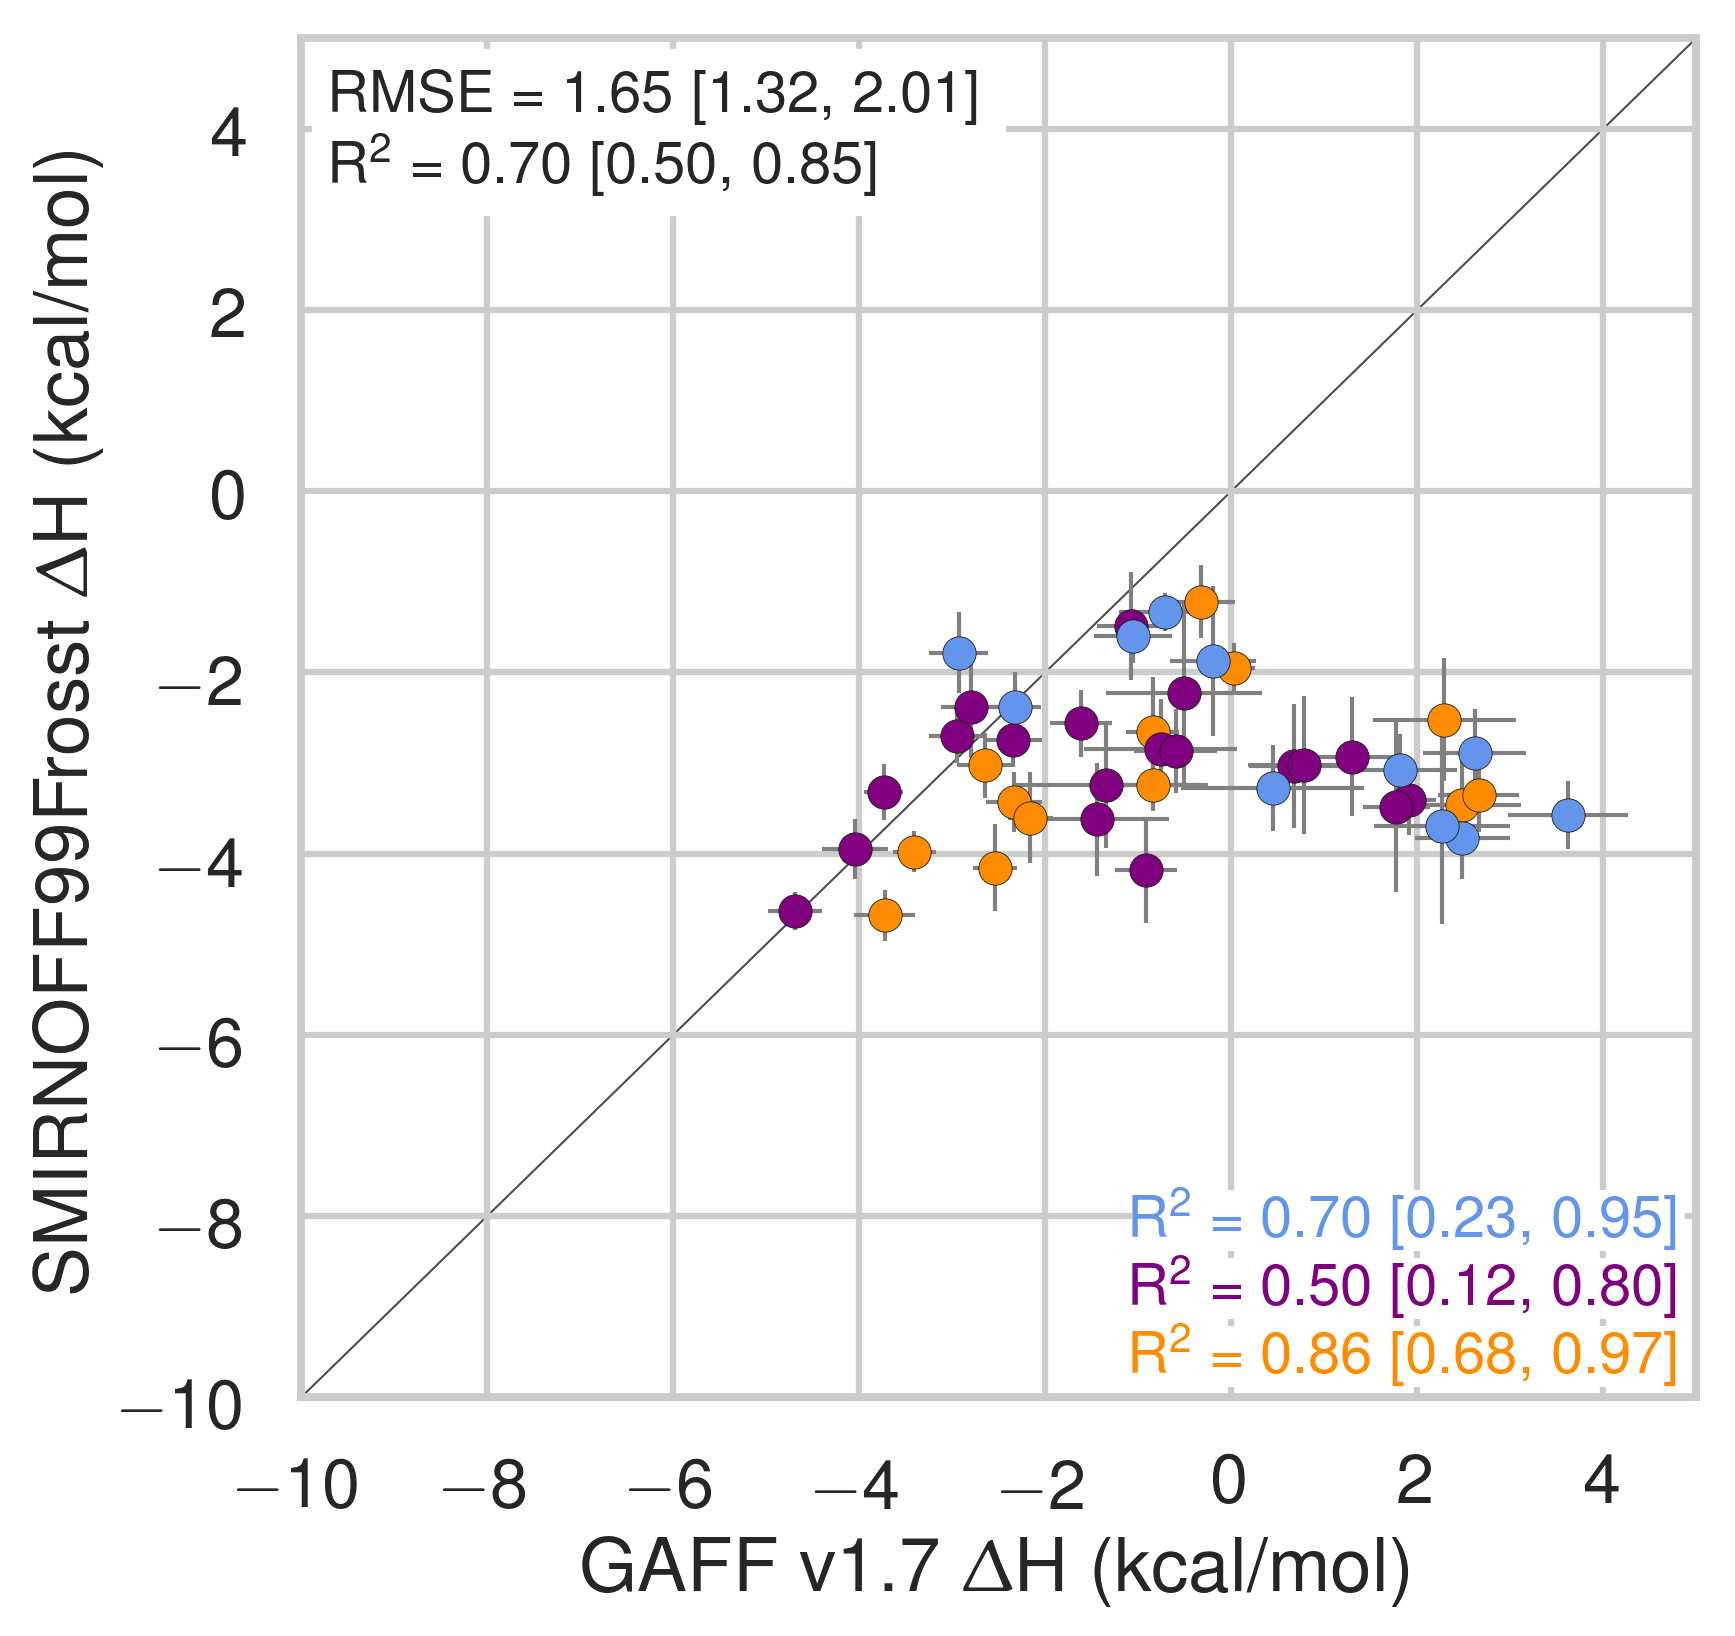 RMSE = 1.65 [1.32, 2.01]
R² = 0.70 [0.50, 0.85]
4
2
0
−2
−4
−6
−8
−10
SMIRNOFF99Frosst ΔH (kcal/mol)
R² = 0.70 [0.23, 0.95]
R² = 0.50 [0.12, 0.80]
R² = 0.86 [0.68, 0.97]
−10 −8 −6 −4 −2 0 2 4
GAFF v1.7 ΔH (kcal/mol)